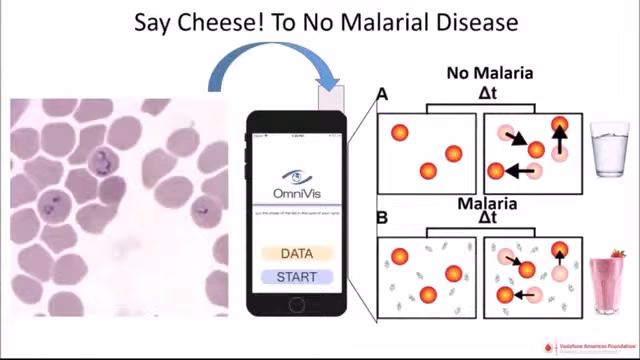 Say Cheese! To No Malarial Disease
A
No Malaria
Δt
OmniVis
DATA
START
B
Malaria
Δt
Vodafone Americas Foundation